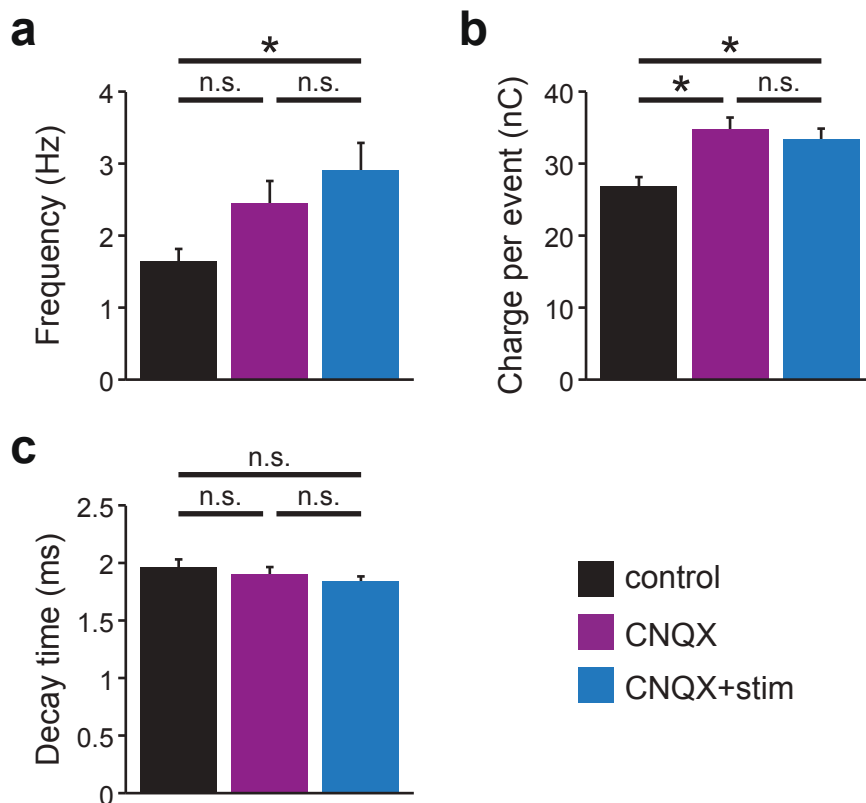 a
*
n.s. n.s.
Frequency (Hz)
4
3
2
1
0
b
*
* n.s.
Charge per event (nC)
40
30
20
10
0
c
n.s.
n.s. n.s.
Decay time (ms)
2.5
2
1.5
1
0.5
0
control
CNQX
CNQX+stim